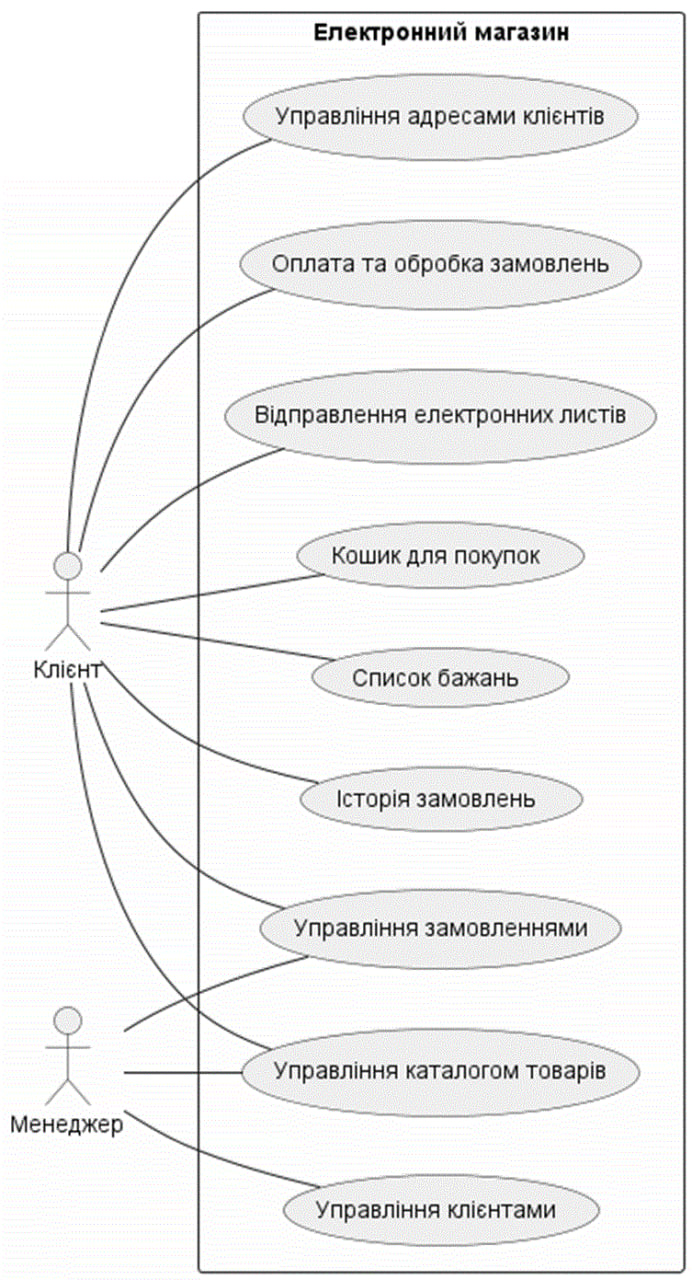 Електронний магазин
Управління адресами клієнтів
Оплата та обробка замовлень
Відправлення електронних листів
Кошик для покупок
Список бажань
Клієнт
Історія замовлень
Управління замовленнями
Управління каталогом товарів
Менеджер
Управління клієнтами